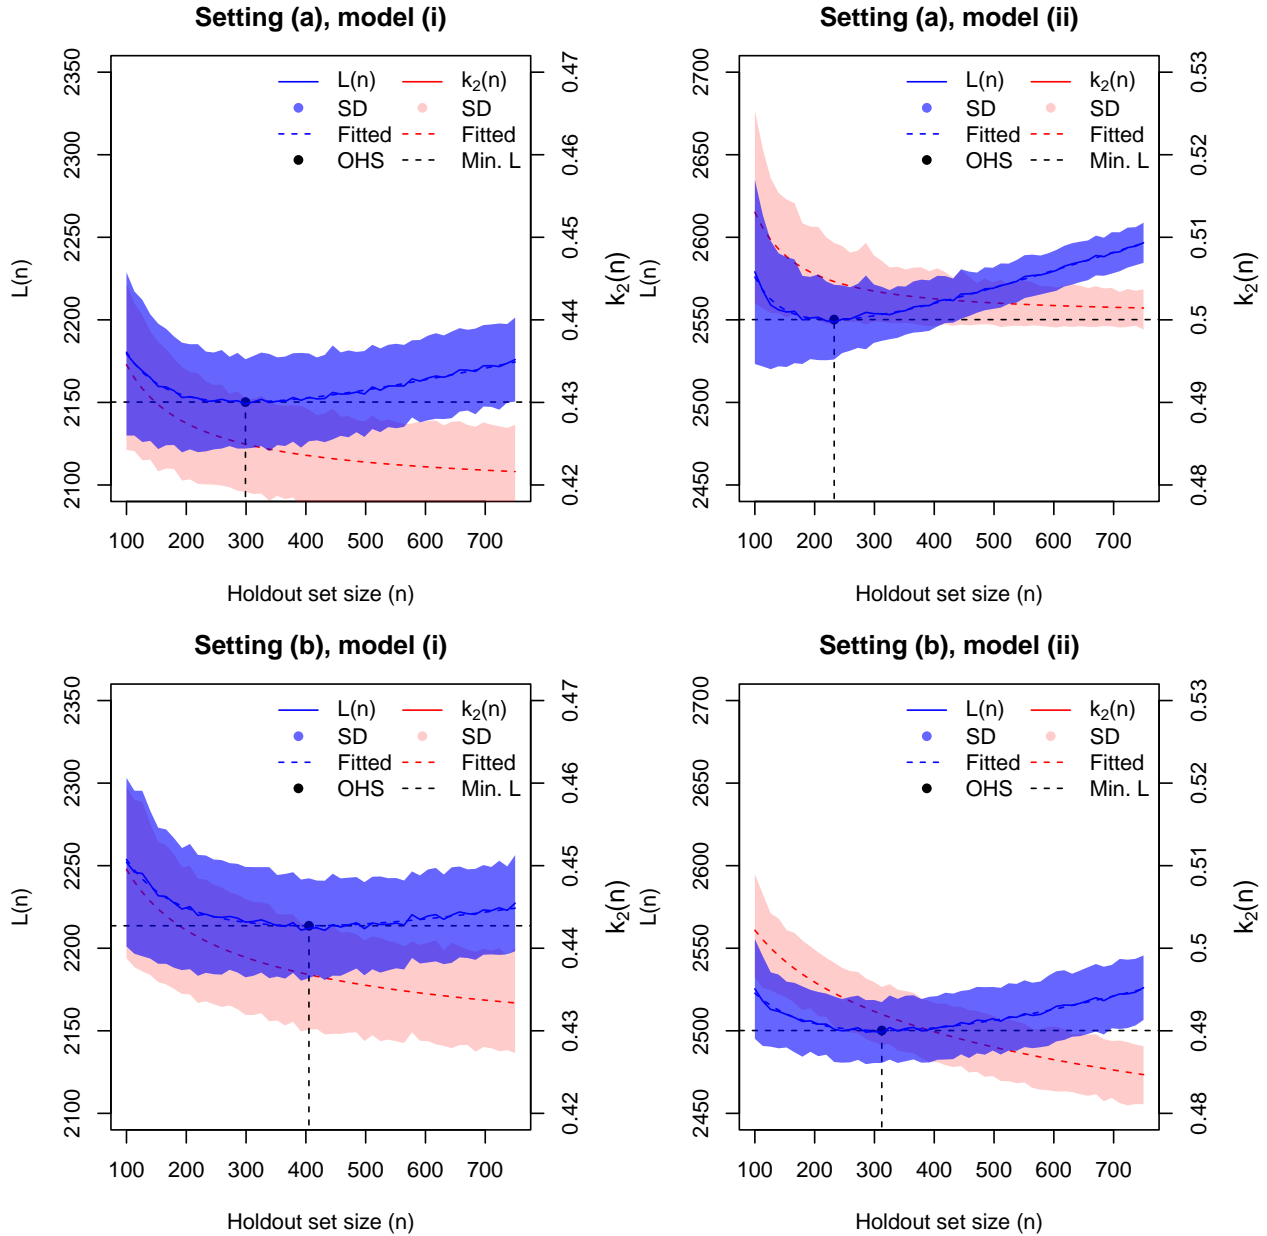 Setting (a), model (i)
L(n)
2100 2150 2200 2250 2300 2350
L(n) k₂(n)
SD SD
Fitted Fitted
OHS Min. L
0.42 0.43 0.44 0.45 0.46 0.47
k₂(n)
100 200 300 400 500 600 700
Holdout set size (n)
Setting (a), model (ii)
L(n)
2450 2500 2550 2600 2650 2700
L(n) k₂(n)
SD SD
Fitted Fitted
OHS Min. L
0.48 0.49 0.5 0.51 0.52 0.53
k₂(n)
100 200 300 400 500 600 700
Holdout set size (n)
Setting (b), model (i)
L(n)
2100 2150 2200 2250 2300 2350
L(n) k₂(n)
SD SD
Fitted Fitted
OHS Min. L
0.42 0.43 0.44 0.45 0.46 0.47
k₂(n)
100 200 300 400 500 600 700
Holdout set size (n)
Setting (b), model (ii)
L(n)
2450 2500 2550 2600 2650 2700
L(n) k₂(n)
SD SD
Fitted Fitted
OHS Min. L
0.48 0.49 0.5 0.51 0.52 0.53
k₂(n)
100 200 300 400 500 600 700
Holdout set size (n)